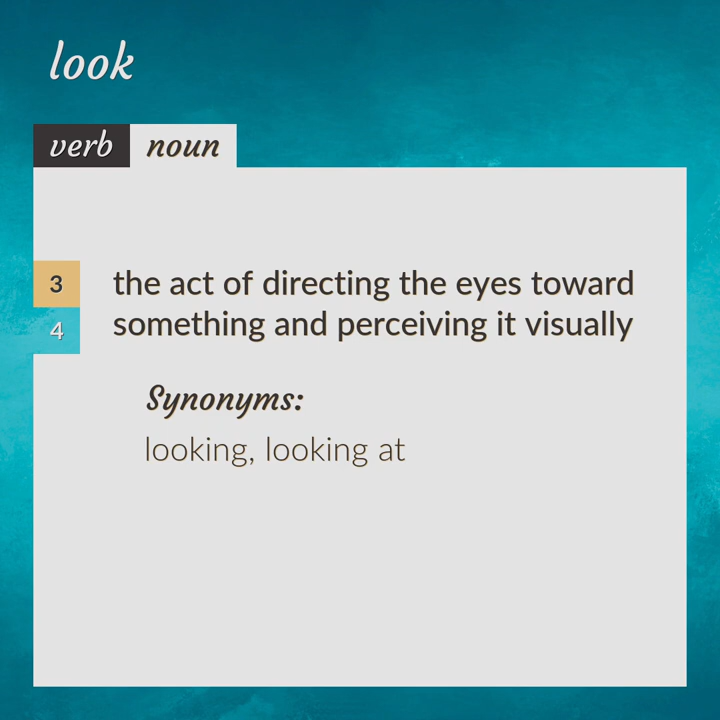 look
verb noun
3 the act of directing the eyes toward
4 something and perceiving it visually
Synonyms:
looking, looking at